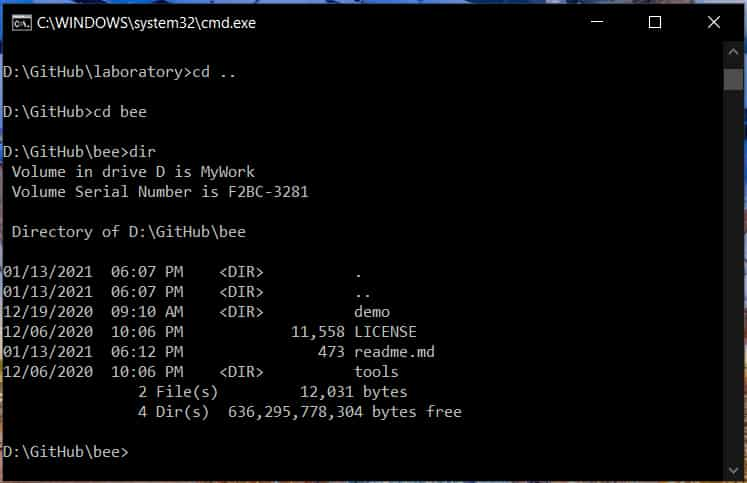 C:\WINDOWS\system32\cmd.exe
D:\GitHub\laboratory>cd ..
D:\GitHub>cd bee
D:\GitHub\bee>dir
 Volume in drive D is MyWork
 Volume Serial Number is F2BC-3281
 Directory of D:\GitHub\bee
01/13/2021  06:07 PM    <DIR>          .
01/13/2021  06:07 PM    <DIR>          ..
12/19/2020  09:10 AM    <DIR>          demo
12/06/2020  10:06 PM            11,558 LICENSE
01/13/2021  06:12 PM               473 readme.md
12/06/2020  10:06 PM    <DIR>          tools
               2 File(s)         12,031 bytes
               4 Dir(s)  636,295,778,304 bytes free
D:\GitHub\bee>